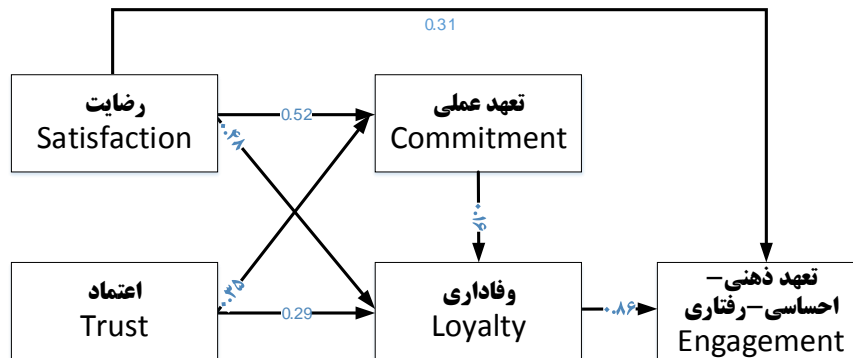 0.31
رضایت
Satisfaction
0.52
تعهد عملی
Commitment
۰.۴۸
۰.۱۶
۰.۳۵
اعتماد
Trust
0.29
وفاداری
Loyalty
۰.۸۶
تعهد ذهنی–
احساسی–رفتاری
Engagement